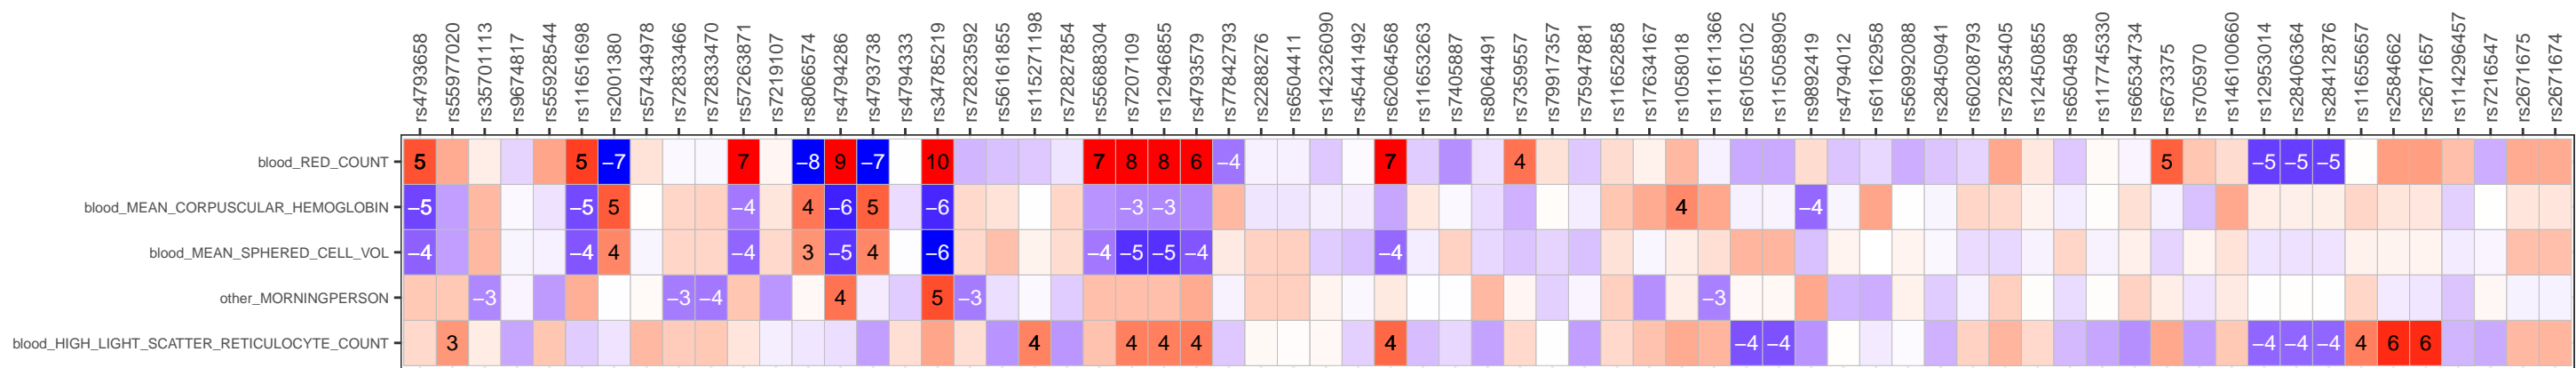 rs4793658 rs55977020 rs35701113 rs9674817 rs55928544 rs11651698 rs2001380 rs57434978 rs72833466 rs72833470 rs57263871 rs7219107 rs8066574 rs4794286 rs4793738 rs4794333 rs34785219 rs72823592 rs56161855 rs115271198 rs72827854 rs55688304 rs7207109 rs12946855 rs4793579 rs77842793 rs2288276 rs6504411 rs142326090 rs45441492 rs62064568 rs11653263 rs74058887 rs8064491 rs73595557 rs79917357 rs75947881 rs11652858 rs17634167 rs1058018 rs111611366 rs61055102 rs115058905 rs9892419 rs4794012 rs61162958 rs56992088 rs28450941 rs60208793 rs72835405 rs12450855 rs6504598 rs117745330 rs66534734 rs673375 rs705970 rs146100660 rs12953014 rs28406364 rs28412876 rs11655657 rs2584662 rs2671657 rs114296457 rs7216547 rs2671675 rs2671674
blood_RED_COUNT 5 5 −7 7 −8 9 −7 10 7 8 8 6 −4 7 4 5 −5 −5 −5
blood_MEAN_CORPUSCULAR_HEMOGLOBIN −5 −5 5 −4 4 −6 5 −6 −3 −3 4 −4
blood_MEAN_SPHERED_CELL_VOL −4 −4 4 −4 3 −5 4 −6 −4 −5 −5 −4 −4
other_MORNINGPERSON −3 −3 −4 4 5 −3 −3
blood_HIGH_LIGHT_SCATTER_RETICULOCYTE_COUNT 3 4 4 4 4 4 −4 −4 −4 −4 −4 4 6 6